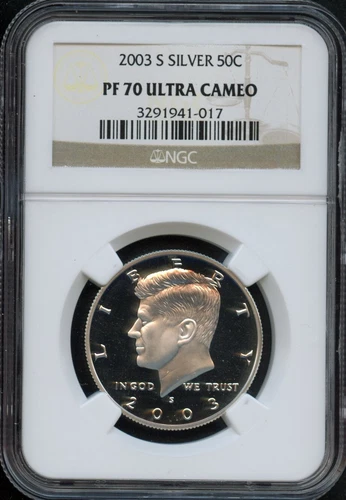 2003 S SILVER 50C
PF 70 ULTRA CAMEO
3291941-017
NGC
LIBERTY
IN GOD WE TRUST
S
2003